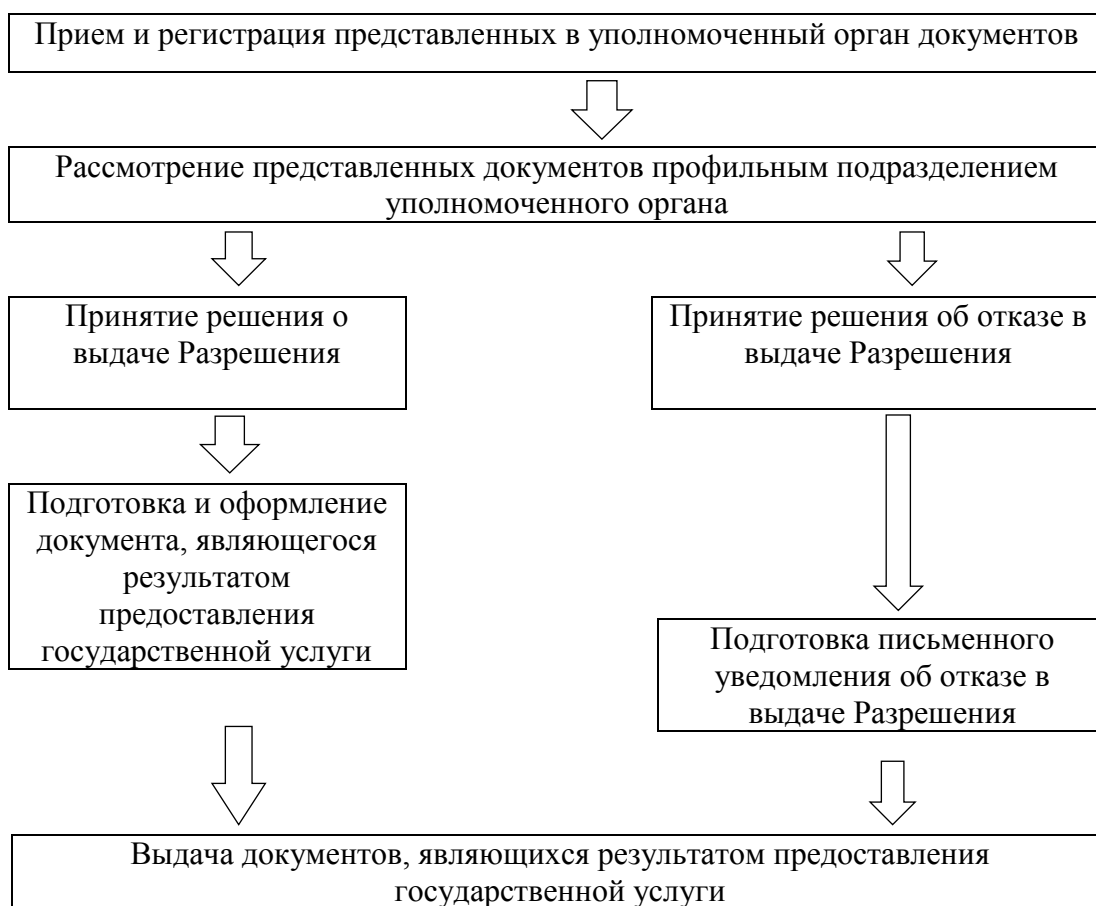 Прием и регистрация представленных в уполномоченный орган документов
Рассмотрение представленных документов профильным подразделением
уполномоченного органа
Принятие решения о
выдаче Разрешения
Принятие решения об отказе в
выдаче Разрешения
Подготовка и оформление
документа, являющегося
результатом
предоставления
государственной услуги
Подготовка письменного
уведомления об отказе в
выдаче Разрешения
Выдача документов, являющихся результатом предоставления
государственной услуги